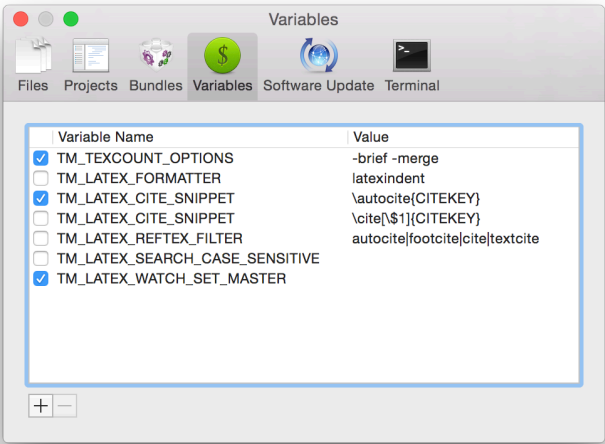 Variables
Files Projects Bundles Variables Software Update Terminal
Variable Name Value
TM_TEXCOUNT_OPTIONS -brief -merge
TM_LATEX_FORMATTER latexindent
TM_LATEX_CITE_SNIPPET \autocite{CITEKEY}
TM_LATEX_CITE_SNIPPET \cite[\$1]{CITEKEY}
TM_LATEX_REFTEX_FILTER autocite|footcite|cite|textcite
TM_LATEX_SEARCH_CASE_SENSITIVE
TM_LATEX_WATCH_SET_MASTER